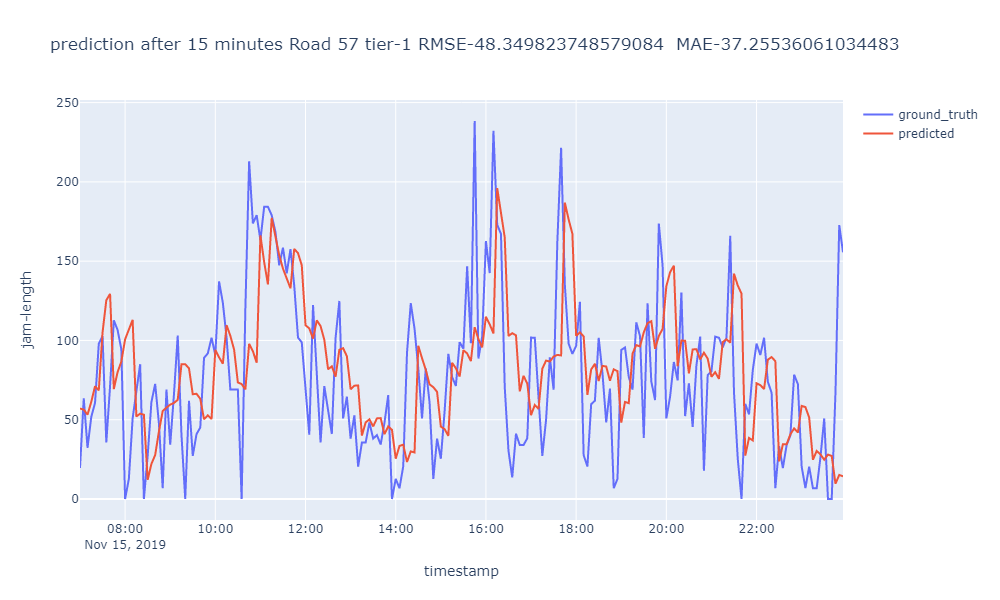 prediction after 15 minutes Road 57 tier-1 RMSE-48.349823748579084  MAE-37.25536061034483
ground_truth
predicted
250
200
150
100
50
0
jam-length
08:00 10:00 12:00 14:00 16:00 18:00 20:00 22:00
Nov 15, 2019
timestamp